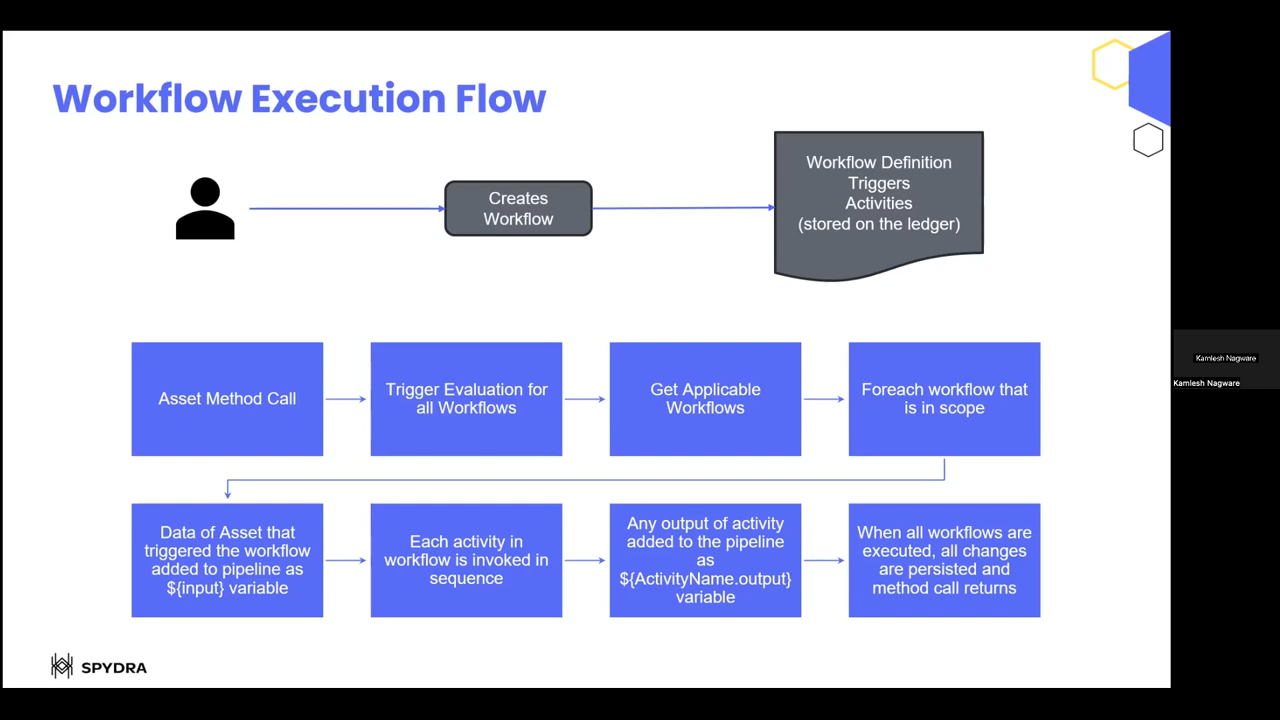 Workflow Execution Flow
Creates
Workflow
Workflow Definition
Triggers
Activities
(stored on the ledger)
Asset Method Call
Trigger Evaluation for
all Workflows
Get Applicable
Workflows
Foreach workflow that
is in scope
Data of Asset that
triggered the workflow
added to pipeline as
${input} variable
Each activity in
workflow is invoked in
sequence
Any output of activity
added to the pipeline
as
${ActivityName.output}
variable
When all workflows are
executed, all changes
are persisted and
method call returns
SPYDRA
Kamlesh Nagware
Kamlesh Nagware